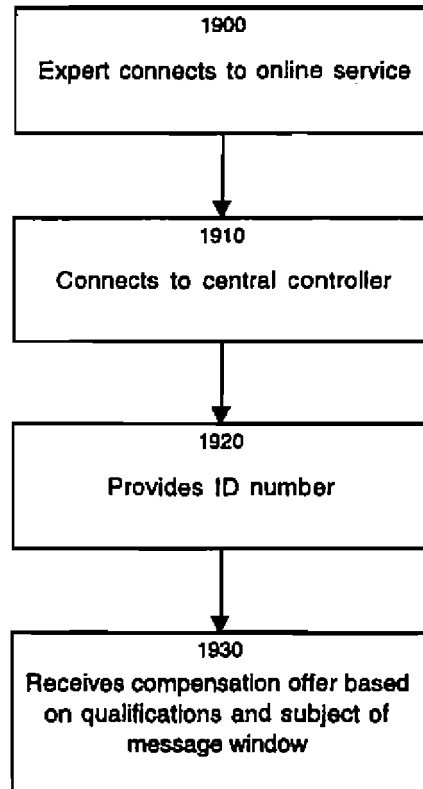 1900
Expert connects to online service
1910
Connects to central controller
1920
Provides ID number
1930
Receives compensation offer based
on qualifications and subject of
message window